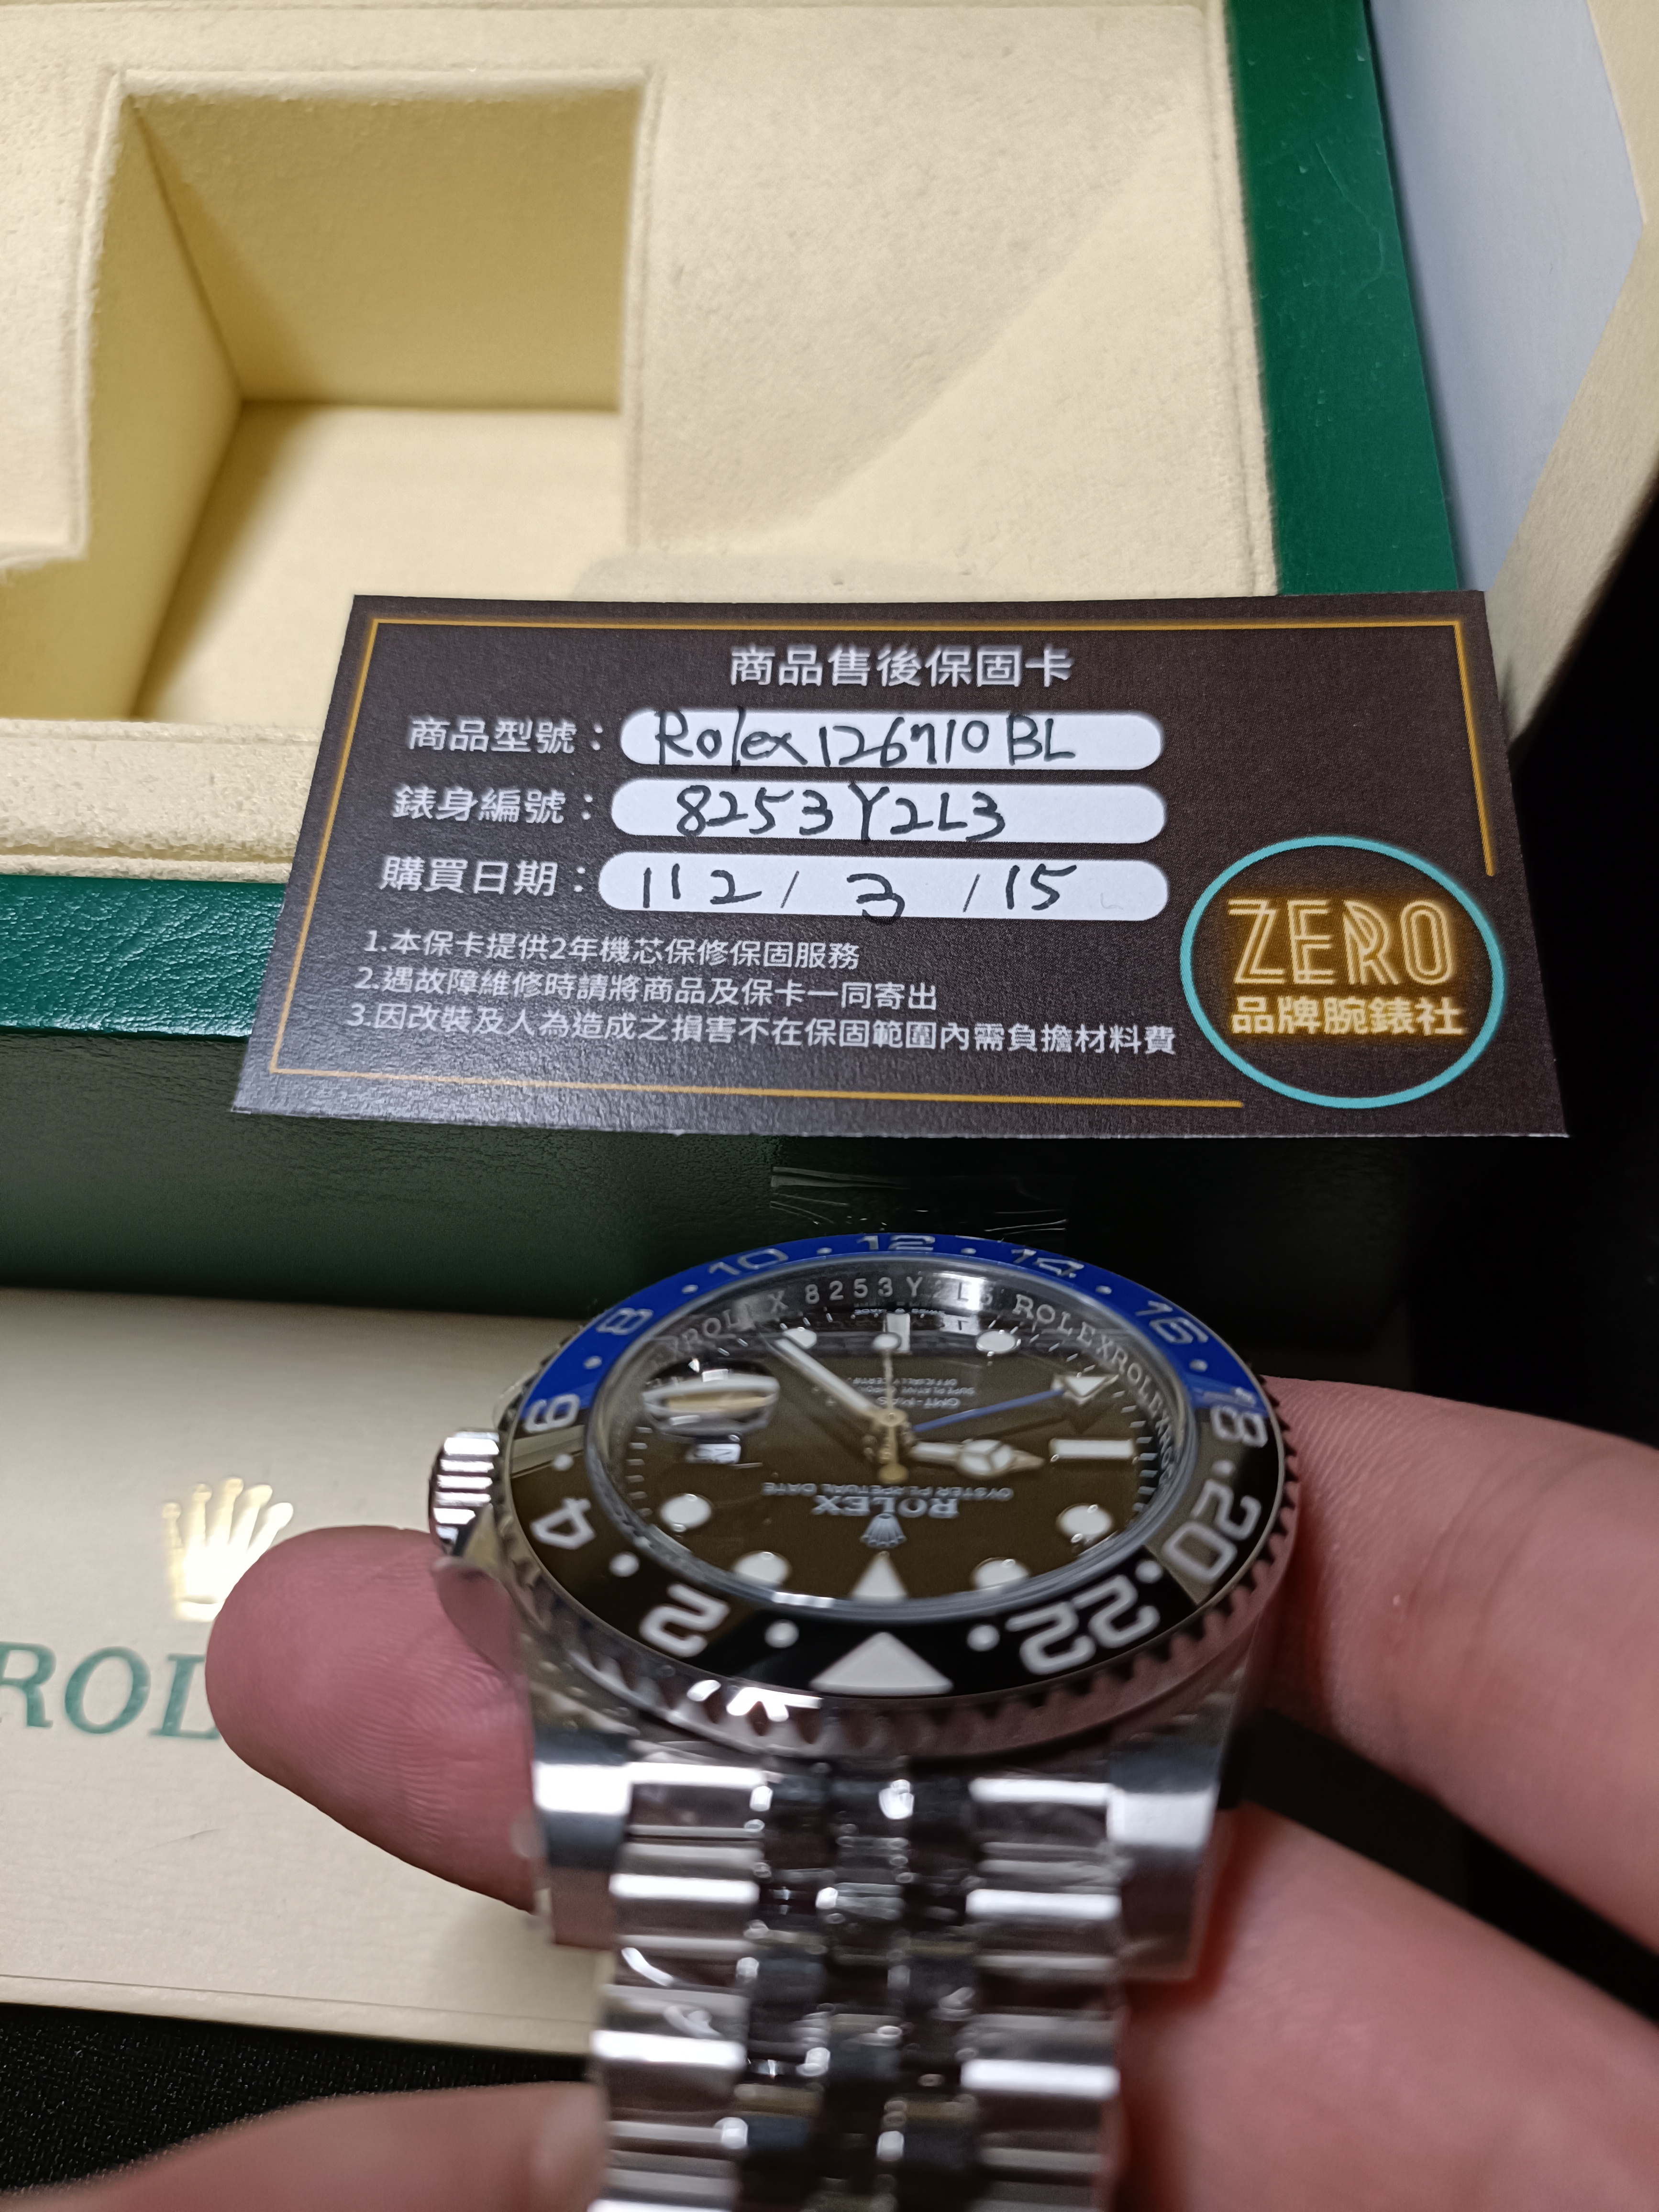 商品售後保固卡
商品型號：Rolex 126710 BL
錶身編號：8253Y2L3
購買日期：112/3/15
1.本保卡提供2年機芯保修保固服務
2.遇故障維修時請將商品及保卡一同寄出
3.因改裝及人為造成之損害不在保固範圍內需負擔材料費
ZERO
品牌腕錶社
10 12 14
8 16
6 18
4 20
2 22
8253Y
ROLEXROLEX
GMT-MAS
ROLEX
OYSTER PERPETUAL DATE
ROL